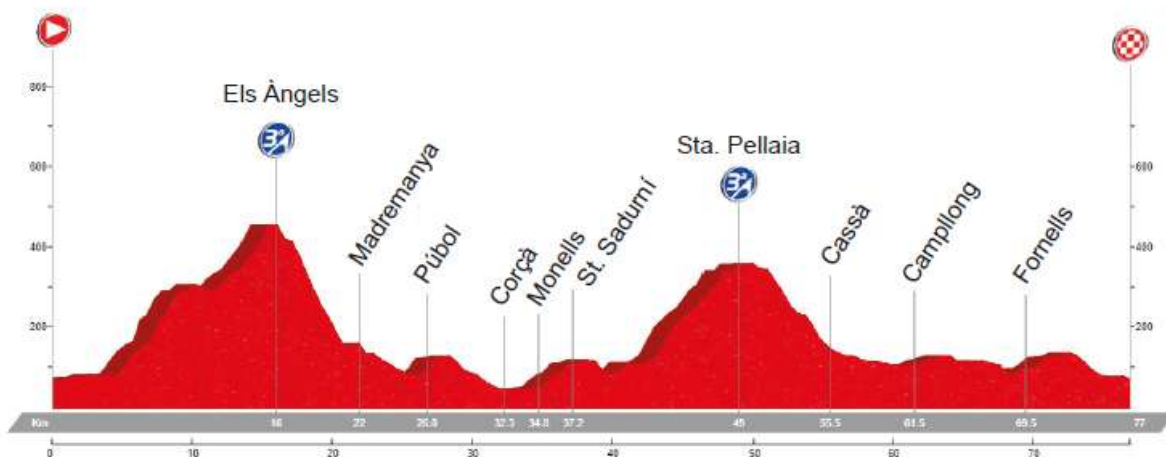 Els Àngels
3ª
Madremanya
Púbol
Corçà
Monells
St. Sadurní
Sta. Pellaia
3ª
Cassà
Campllong
Fornells
800
600
400
200
600
400
200
Km 16 22 26.8 32.3 34.8 37.2 49 55.5 61.5 69.5 77
0 10 20 30 40 50 60 70